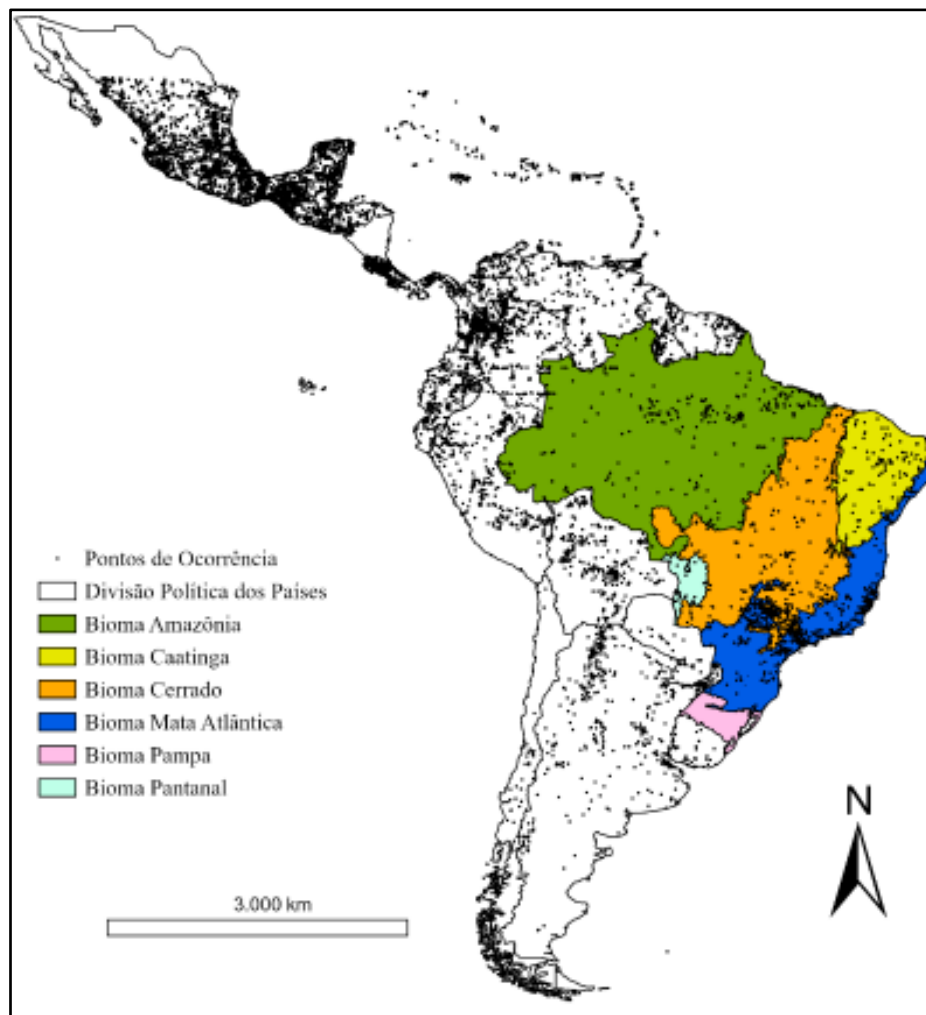 Pontos de Ocorrência
Divisão Política dos Países
Bioma Amazônia
Bioma Caatinga
Bioma Cerrado
Bioma Mata Atlântica
Bioma Pampa
Bioma Pantanal
N
3.000 km